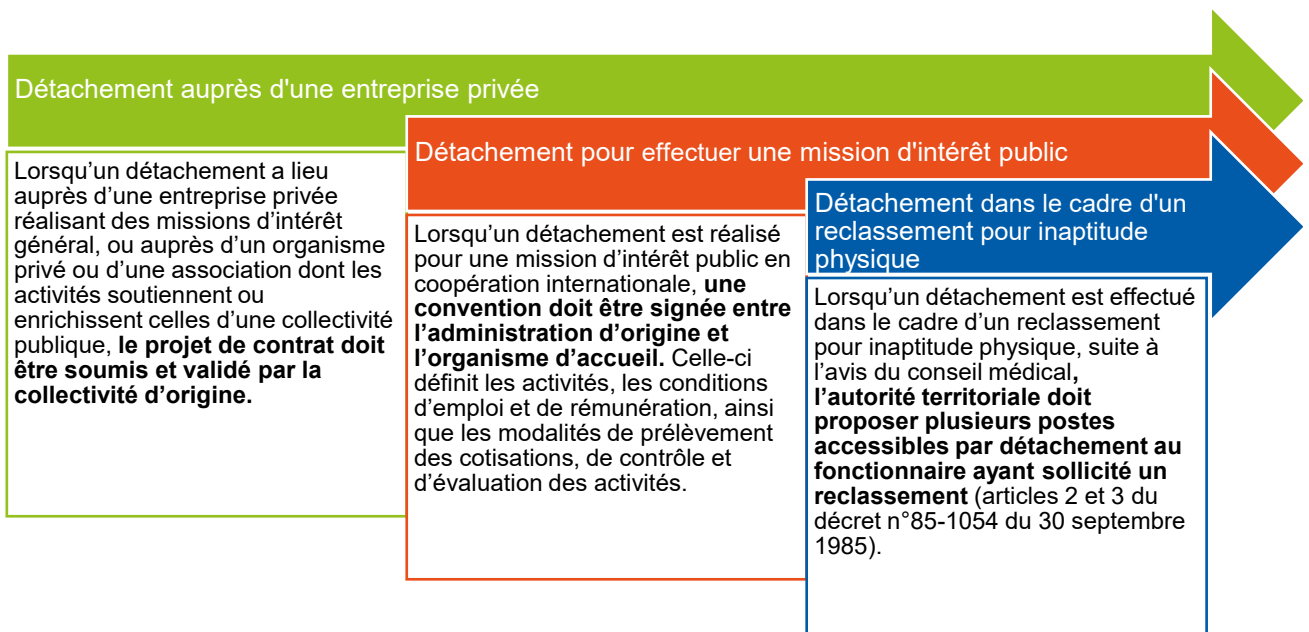 Détachement auprès d'une entreprise privée
Lorsqu’un détachement a lieu
auprès d’une entreprise privée
réalisant des missions d’intérêt
général, ou auprès d’un organisme
privé ou d’une association dont les
activités soutiennent ou
enrichissent celles d’une collectivité
publique, le projet de contrat doit
être soumis et validé par la
collectivité d’origine.
Détachement pour effectuer une mission d'intérêt public
Lorsqu’un détachement est réalisé
pour une mission d’intérêt public en
coopération internationale, une
convention doit être signée entre
l’administration d’origine et
l’organisme d’accueil. Celle-ci
définit les activités, les conditions
d’emploi et de rémunération, ainsi
que les modalités de prélèvement
des cotisations, de contrôle et
d’évaluation des activités.
Détachement dans le cadre d'un
reclassement pour inaptitude
physique
Lorsqu’un détachement est effectué
dans le cadre d’un reclassement
pour inaptitude physique, suite à
l’avis du conseil médical,
l’autorité territoriale doit
proposer plusieurs postes
accessibles par détachement au
fonctionnaire ayant sollicité un
reclassement (articles 2 et 3 du
décret n°85-1054 du 30 septembre
1985).